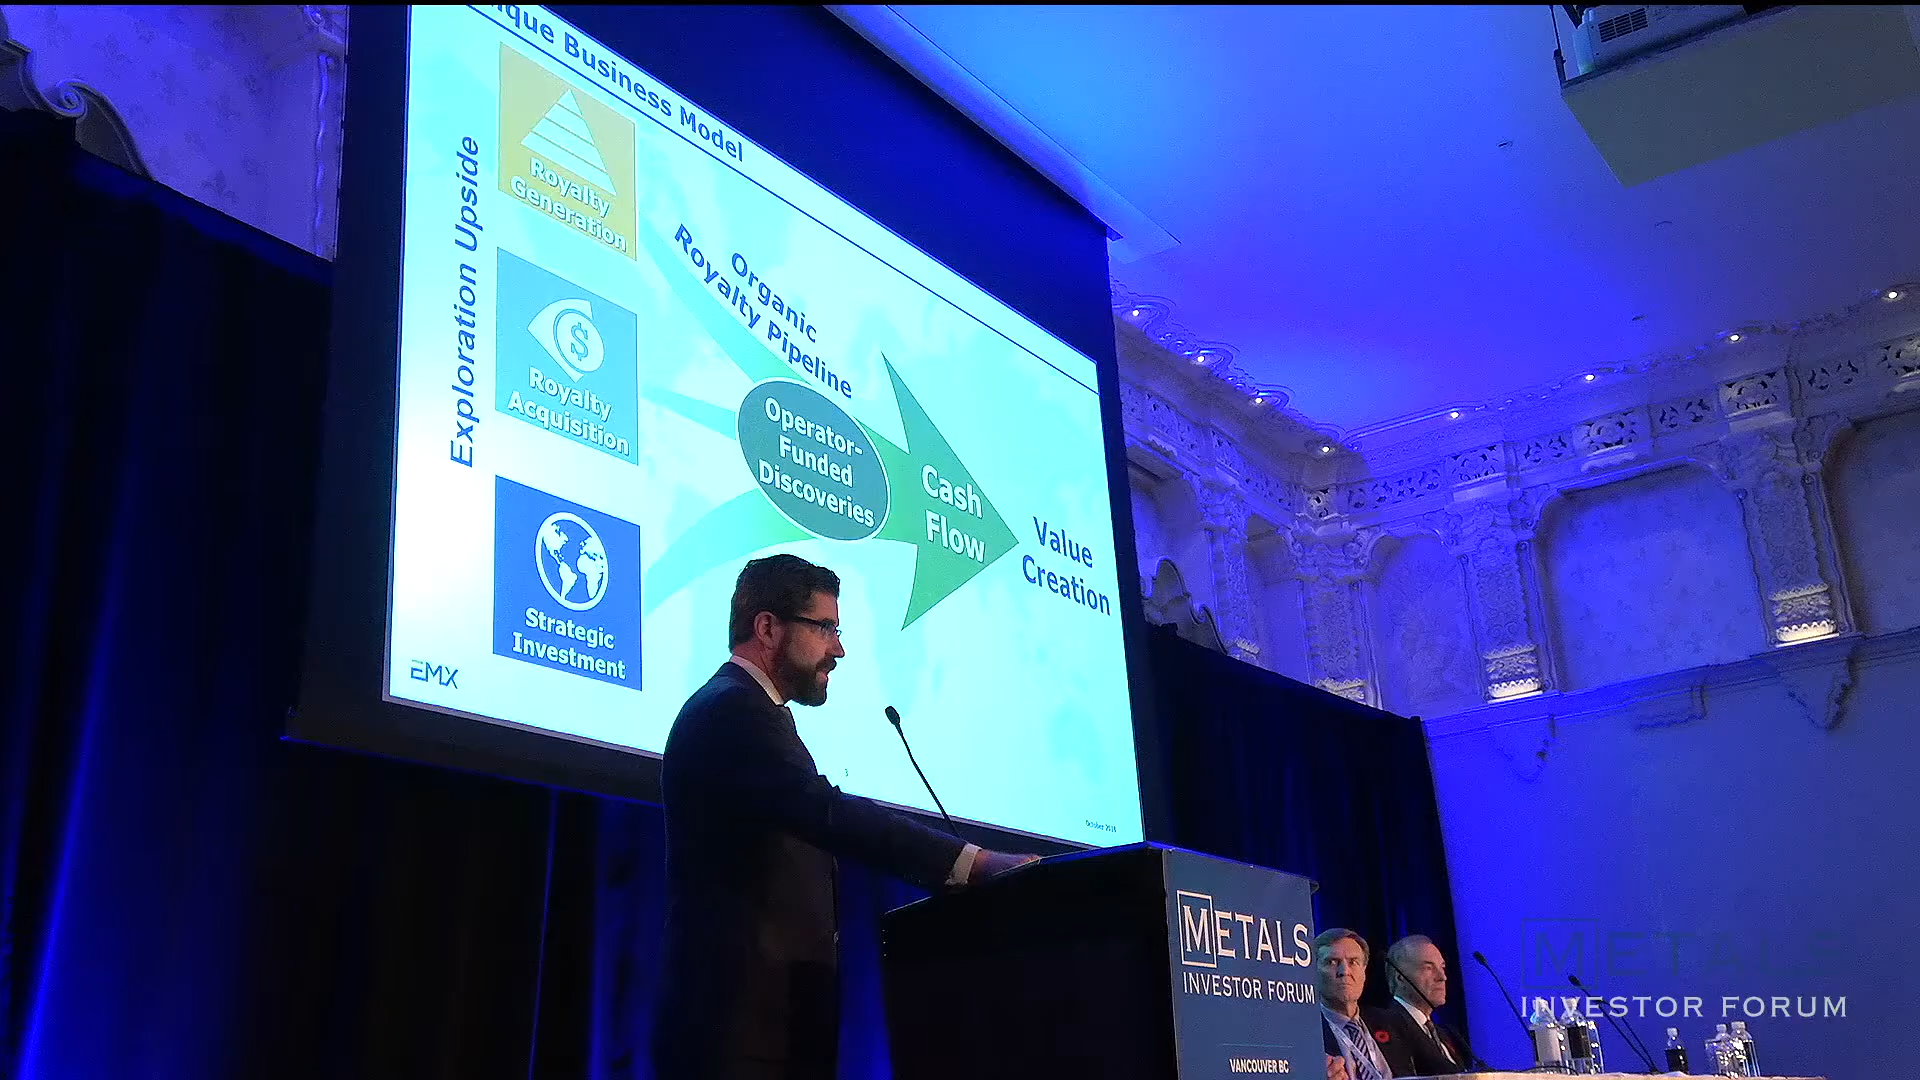 Business Model
Exploration Upside
Royalty
Generation
Organic
Royalty Pipeline
Royalty
Acquisition
Operator-
Funded
Discoveries
Cash
Flow
Value
Creation
Strategic
Investment
EMX
3
METALS
INVESTOR FORUM
VANCOUVER BC
METALS
INVESTOR FORUM